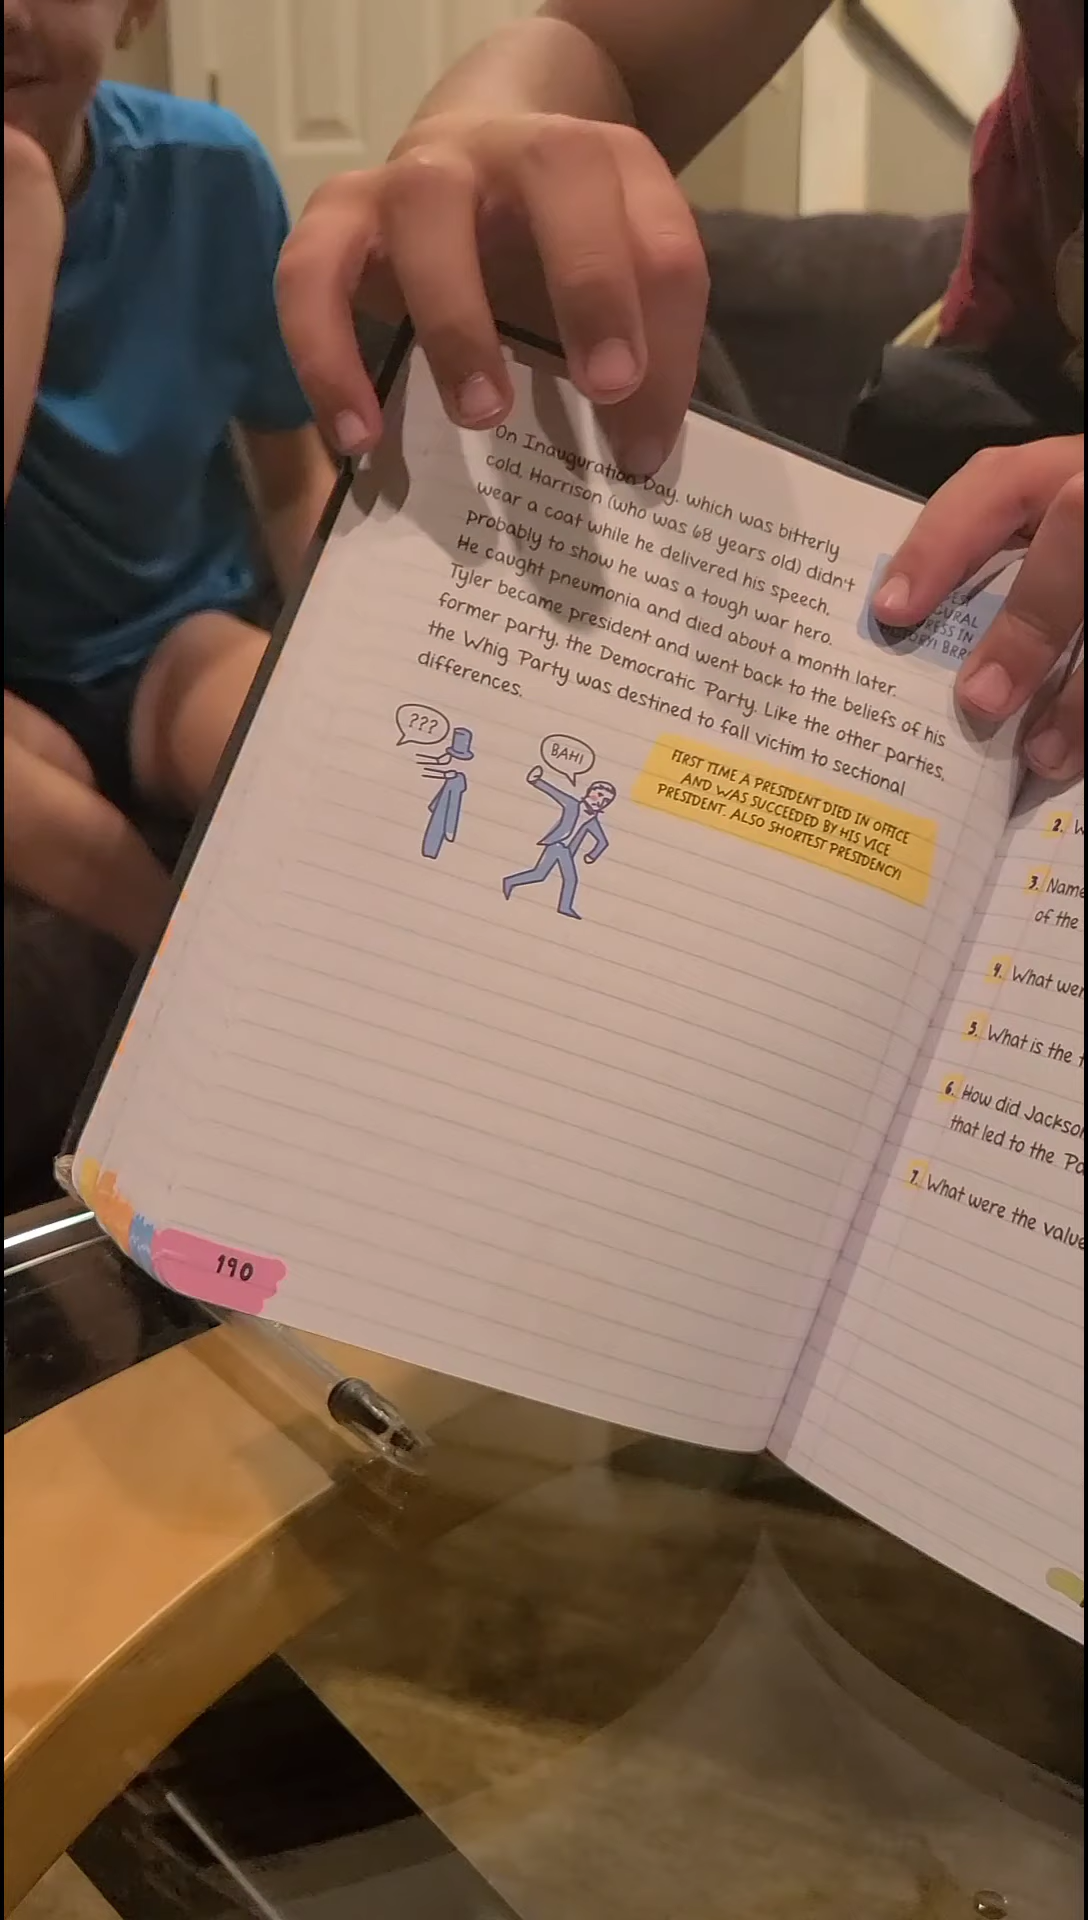 On Inauguration Day, which was bitterly
cold, Harrison (who was 68 years old) didn't
wear a coat while he delivered his speech,
probably to show he was a tough war hero.
He caught pneumonia and died about a month later.
Tyler became president and went back to the beliefs of his
former party, the Democratic Party. Like the other parties,
the Whig Party was destined to fall victim to sectional
differences.
IN
BRR!
???
BAH!
FIRST TIME A PRESIDENT DIED IN OFFICE
AND WAS SUCCEEDED BY HIS VICE
PRESIDENT. ALSO SHORTEST PRESIDENCY!
190
2. W
3. Name
of the
4. What wer
5. What is the
6. How did Jackso
that led to the
7. What were the value